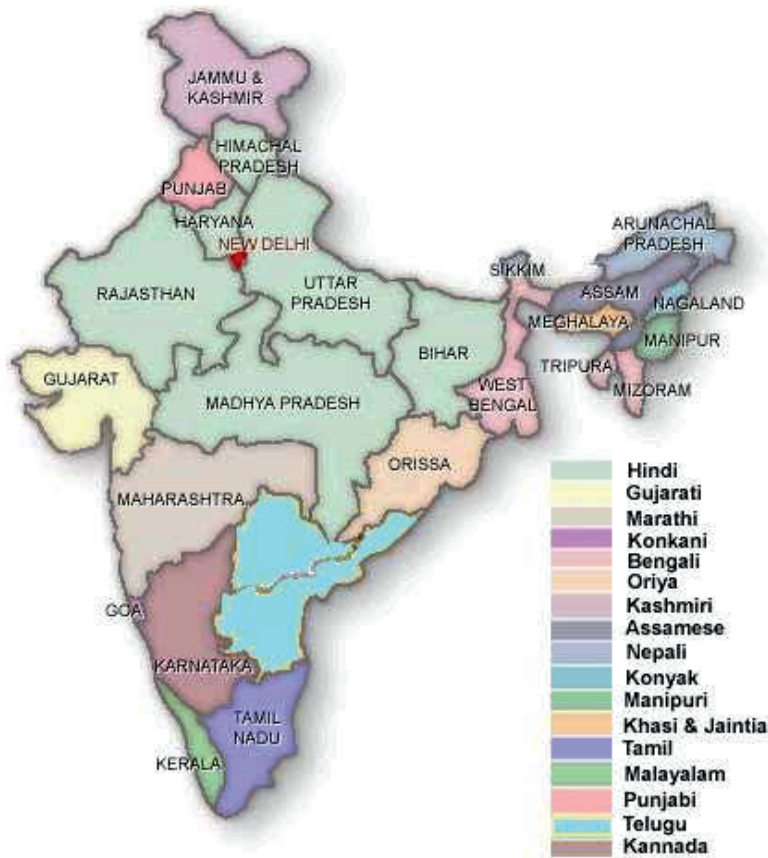 JAMMU &
KASHMIR
HIMACHAL
PRADESH
PUNJAB
HARYANA
NEW DELHI
RAJASTHAN
UTTAR
PRADESH
SIKKIM
ARUNACHAL
PRADESH
ASSAM
NAGALAND
MEGHALAYA
MANIPUR
BIHAR
TRIPURA
MIZORAM
GUJARAT
WEST
BENGAL
MADHYA PRADESH
ORISSA
MAHARASHTRA
GOA
KARNATAKA
TAMIL
NADU
KERALA
Hindi
Gujarati
Marathi
Konkani
Bengali
Oriya
Kashmiri
Assamese
Nepali
Konyak
Manipuri
Khasi & Jaintia
Tamil
Malayalam
Punjabi
Telugu
Kannada